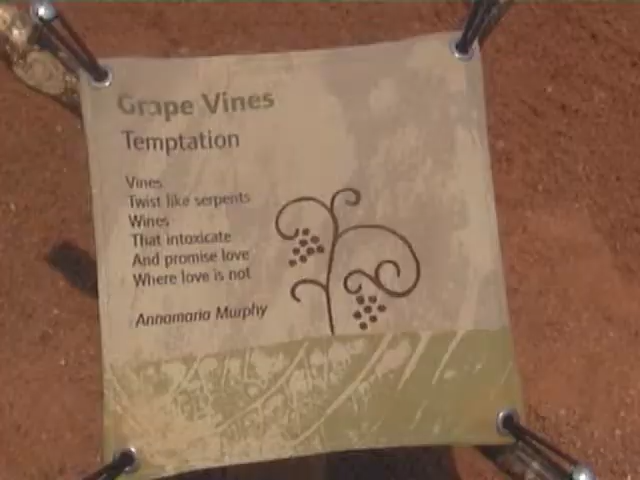 Grape Vines
Temptation
Vines
Twist like serpents
Wines
That intoxicate
And promise love
Where love is not
Annamaria Murphy